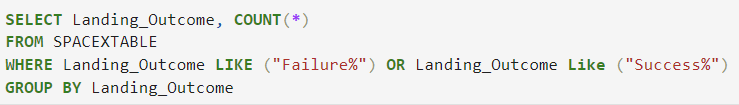 SELECT Landing_Outcome, COUNT(*)
FROM SPACEXTABLE
WHERE Landing_Outcome LIKE ("Failure%") OR Landing_Outcome Like ("Success%")
GROUP BY Landing_Outcome